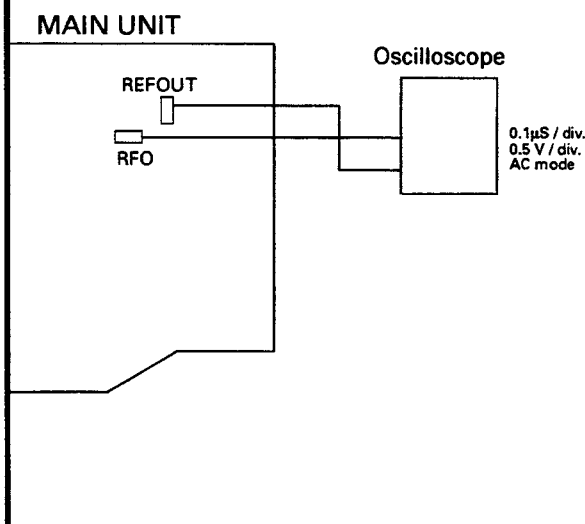 MAIN UNIT
Oscilloscope
REFOUT
RFO
0.1µS / div.
0.5 V / div.
AC mode